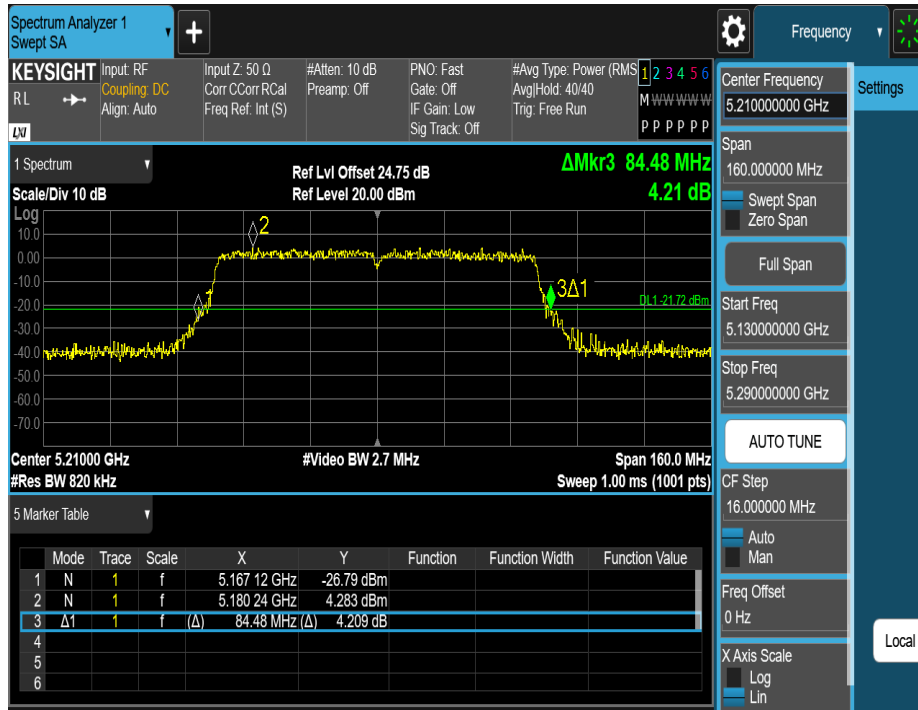 Spectrum Analyzer 1
Swept SA
+
Frequency
KEYSIGHT
RL
LXI
Input: RF
Coupling: DC
Align: Auto
Input Z: 50 Ω
Corr CCorr RCal
Freq Ref: Int (S)
#Atten: 10 dB
Preamp: Off
PNO: Fast
Gate: Off
IF Gain: Low
Sig Track: Off
#Avg Type: Power (RMS
Avg|Hold: 40/40
Trig: Free Run
1 2 3 4 5 6
M W W W W W
P P P P P P
1 Spectrum
Scale/Div 10 dB
Log
Ref Lvl Offset 24.75 dB
Ref Level 20.00 dBm
ΔMkr3 84.48 MHz
4.21 dB
10.0
0.00
-10.0
-20.0
-30.0
-40.0
-50.0
-60.0
-70.0
2
1
3Δ1
DL1 -21.72 dBm
Center 5.21000 GHz
#Video BW 2.7 MHz
Span 160.0 MHz
#Res BW 820 kHz
Sweep 1.00 ms (1001 pts)
5 Marker Table
Mode Trace Scale X Y Function Function Width Function Value
1 N 1 f 5.167 12 GHz -26.79 dBm
2 N 1 f 5.180 24 GHz 4.283 dBm
3 Δ1 1 f (Δ) 84.48 MHz (Δ) 4.209 dB
4
5
6
Center Frequency
5.210000000 GHz
Span
160.000000 MHz
Swept Span
Zero Span
Full Span
Start Freq
5.130000000 GHz
Stop Freq
5.290000000 GHz
AUTO TUNE
CF Step
16.000000 MHz
Auto
Man
Freq Offset
0 Hz
X Axis Scale
Log
Lin
Settings
Local